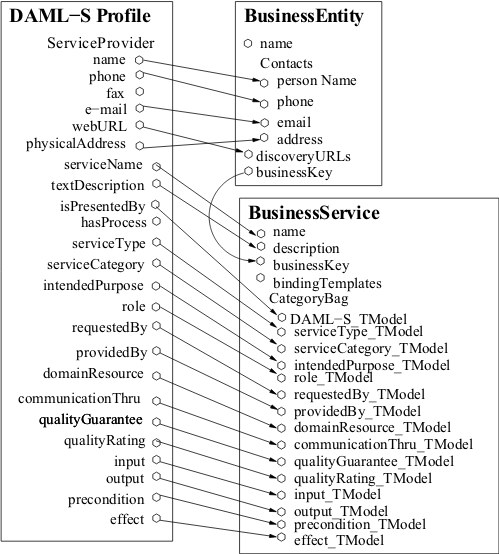 DAML−S Profile
ServiceProvider
name
phone
fax
e−mail
webURL
physicalAddress
serviceName
textDescription
isPresentedBy
hasProcess
serviceType
serviceCategory
intendedPurpose
role
requestedBy
providedBy
domainResource
communicationThru
qualityGuarantee
qualityRating
input
output
precondition
effect
BusinessEntity
name
Contacts
person Name
phone
email
address
discoveryURLs
businessKey
BusinessService
name
description
businessKey
bindingTemplates
CategoryBag
DAML−S_TModel
serviceType_TModel
serviceCategory_TModel
intendedPurpose_TModel
role_TModel
requestedBy_TModel
providedBy_TModel
domainResource_TModel
communicationThru_TModel
qualityGuarantee_TModel
qualityRating_TModel
input_TModel
output_TModel
precondition_TModel
effect_TModel